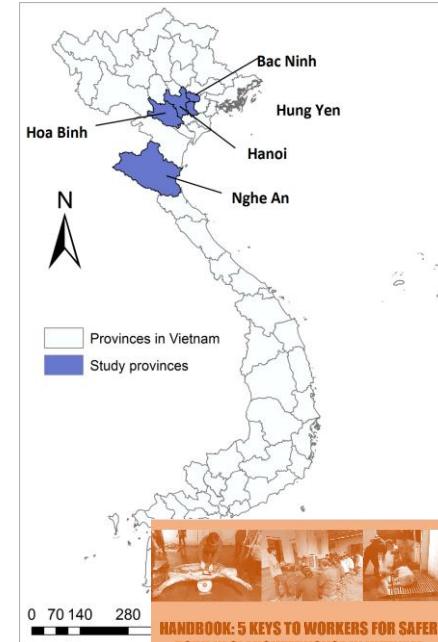 Bac Ninh
Hung Yen
Hoa Binh
Hanoi
Nghe An
N
Provinces in Vietnam
Study provinces
0 70 140 280
HANDBOOK: 5 KEYS TO WORKERS FOR SAFER